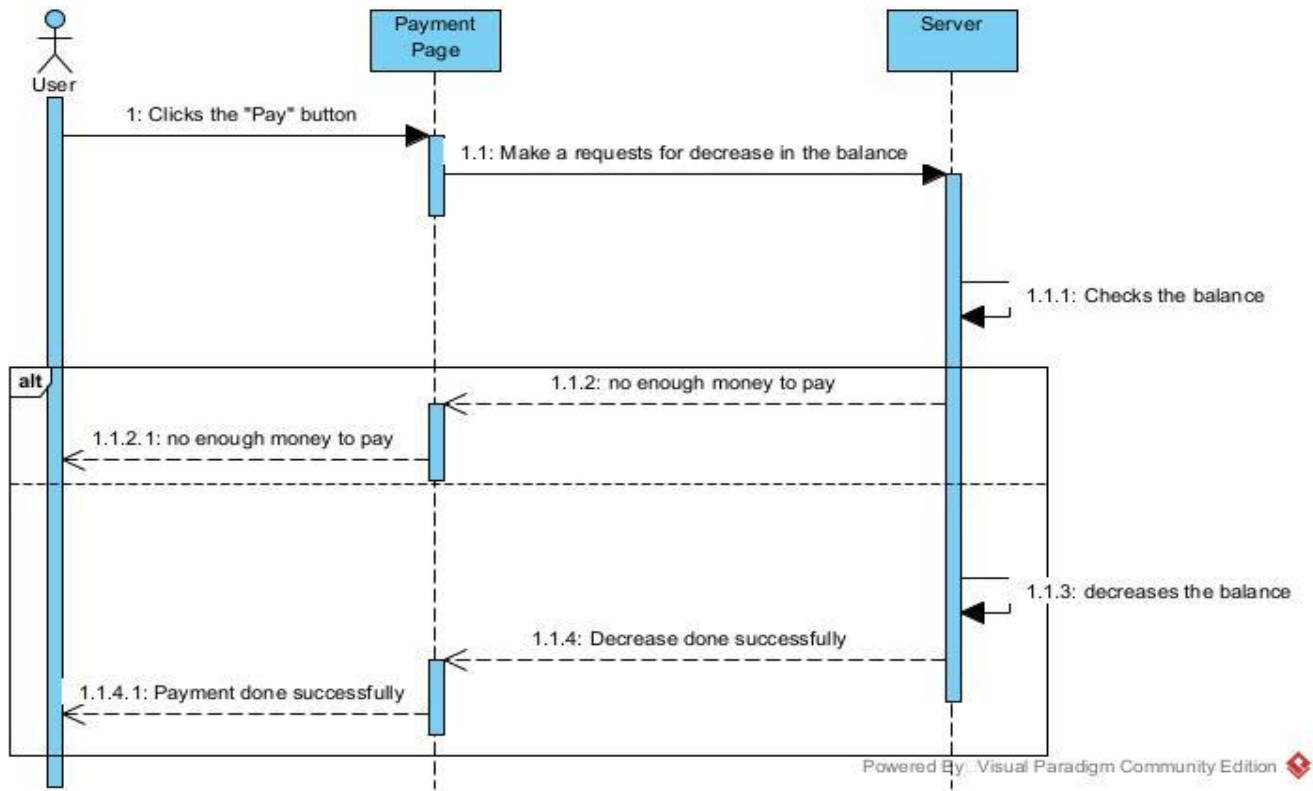 Payment
Page
Server
User
1: Clicks the "Pay" button
1.1: Make a requests for decrease in the balance
1.1.1: Checks the balance
alt
1.1.2: no enough money to pay
1.1.2.1: no enough money to pay
1.1.3: decreases the balance
1.1.4: Decrease done successfully
1.1.4.1: Payment done successfully
Powered By Visual Paradigm Community Edition